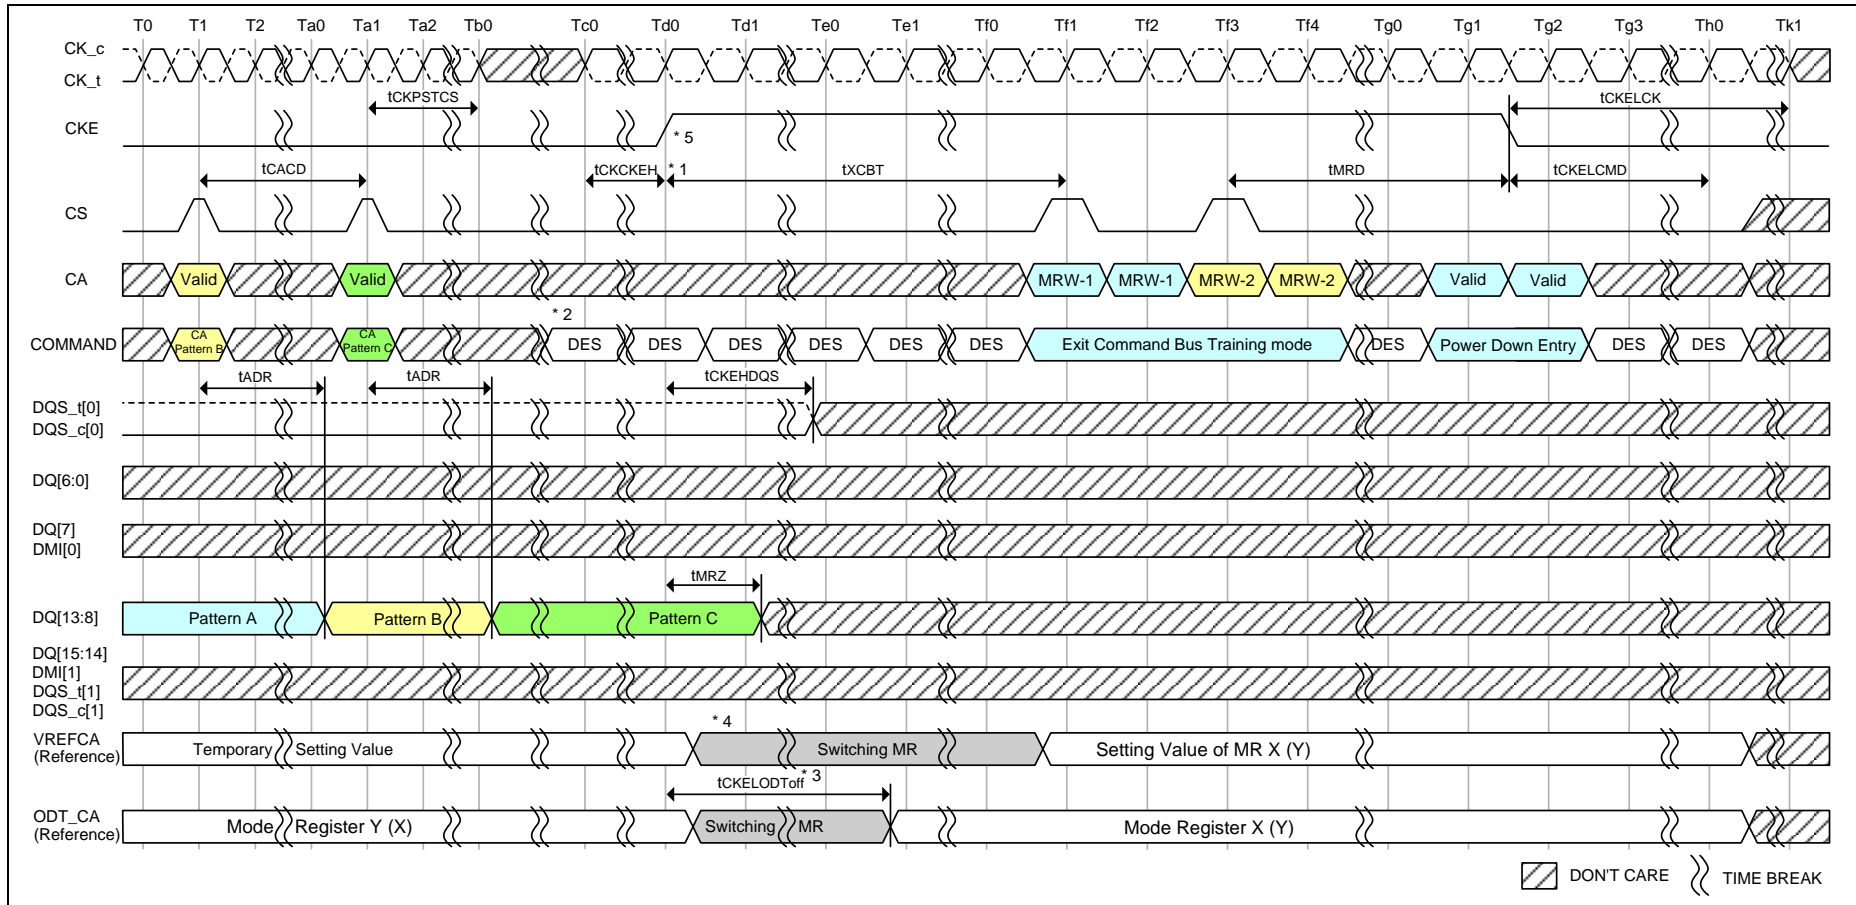 T0 T1 T2 Ta0 Ta1 Ta2 Tb0 Tc0 Td0 Td1 Te0 Te1 Tf0 Tf1 Tf2 Tf3 Tf4 Tg0 Tg1 Tg2 Tg3 Th0 Tk1
CK_c
CK_t
tCKPSTCS tCKELCK
CKE * 5
tCACD tCKCKEH * 1 tXCBT tMRD tCKELCMD
CS
CA Valid Valid MRW-1 MRW-1 MRW-2 MRW-2 Valid Valid
* 2
COMMAND CA Pattern B CA Pattern C DES DES DES DES DES DES Exit Command Bus Training mode DES Power Down Entry DES DES
tADR tADR tCKEHDQS
DQS_t[0]
DQS_c[0]
DQ[6:0]
DQ[7]
DMI[0]
tMRZ
DQ[13:8] Pattern A Pattern B Pattern C
DQ[15:14]
DMI[1]
DQS_t[1]
DQS_c[1]
* 4
VREFCA
(Reference) Temporary Setting Value Switching MR Setting Value of MR X (Y)
tCKELODToff * 3
ODT_CA
(Reference) Mode Register Y (X) Switching MR Mode Register X (Y)
DON'T CARE TIME BREAK